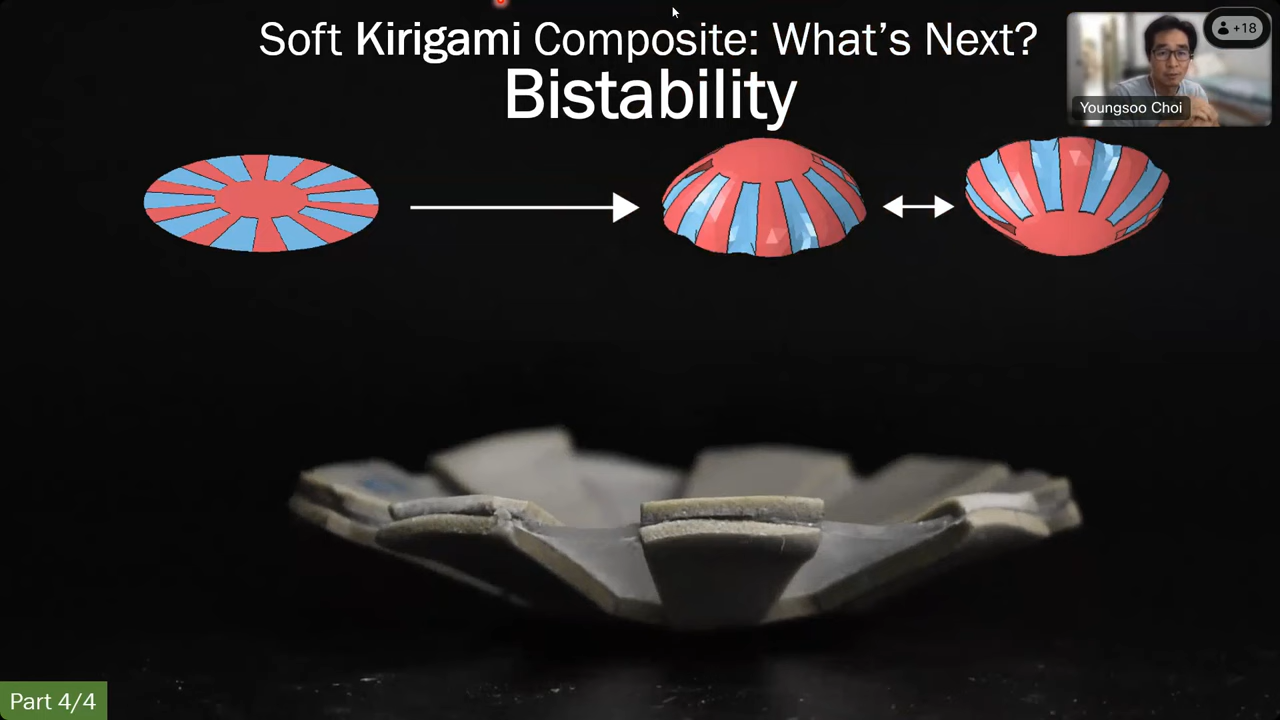 Soft Kirigami Composite: What's Next?
Bistability
+18
Youngsoo Choi
Part 4/4